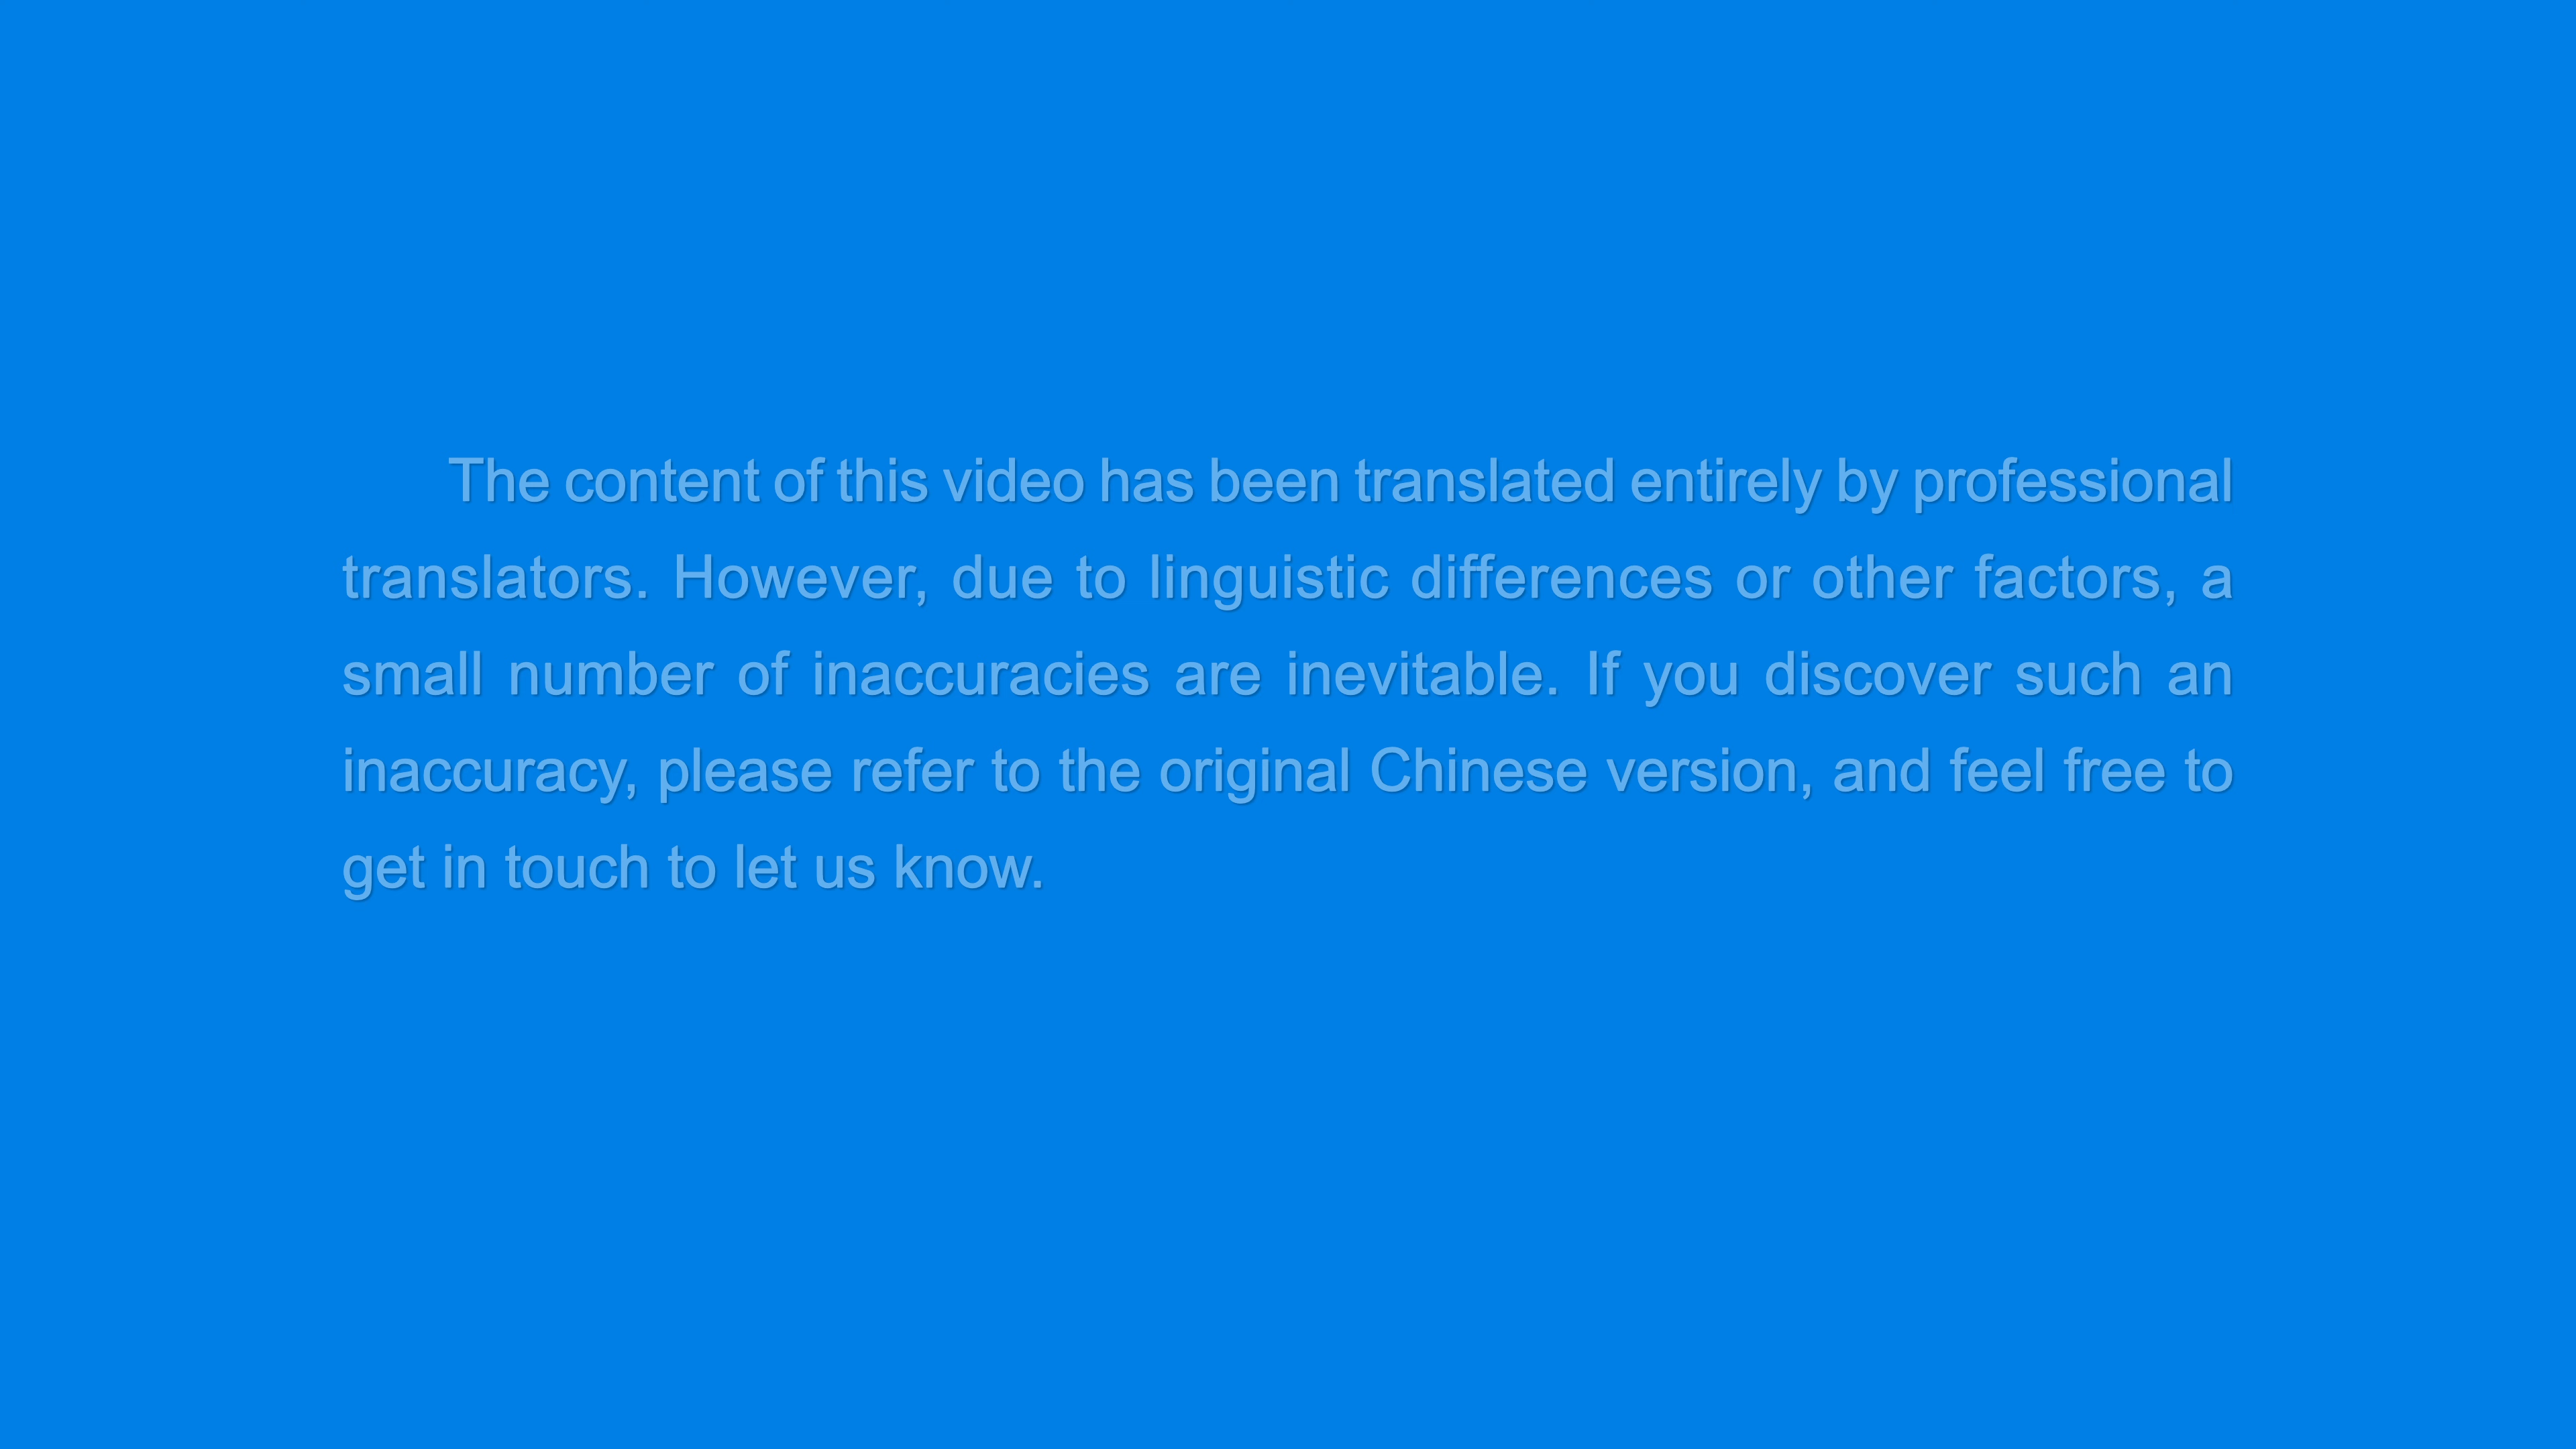 The content of this video has been translated entirely by professional
translators. However, due to linguistic differences or other factors, a
small number of inaccuracies are inevitable. If you discover such an
inaccuracy, please refer to the original Chinese version, and feel free to
get in touch to let us know.